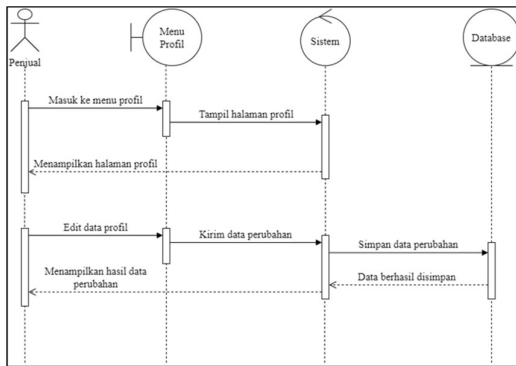 Penjual
Menu
Profil
Sistem
Database
Masuk ke menu profil
Tampil halaman profil
Menampilkan halaman profil
Edit data profil
Kirim data perubahan
Simpan data perubahan
Menampilkan hasil data
perubahan
Data berhasil disimpan